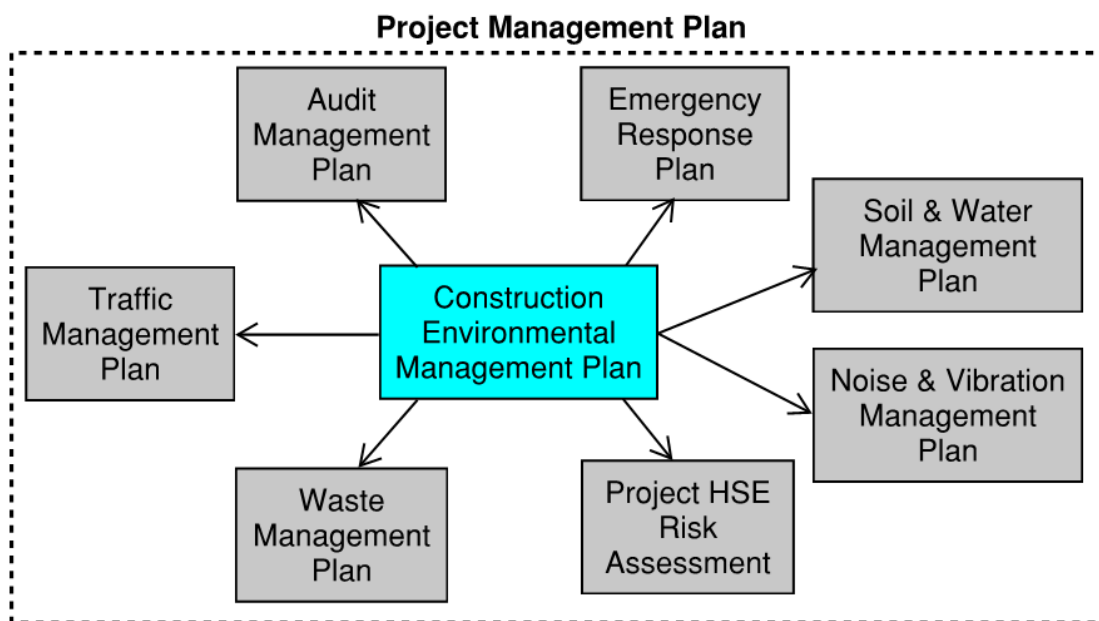 Project Management Plan
Audit
Management
Plan
Emergency
Response
Plan
Soil & Water
Management
Plan
Traffic
Management
Plan
Construction
Environmental
Management Plan
Noise & Vibration
Management
Plan
Waste
Management
Plan
Project HSE
Risk
Assessment